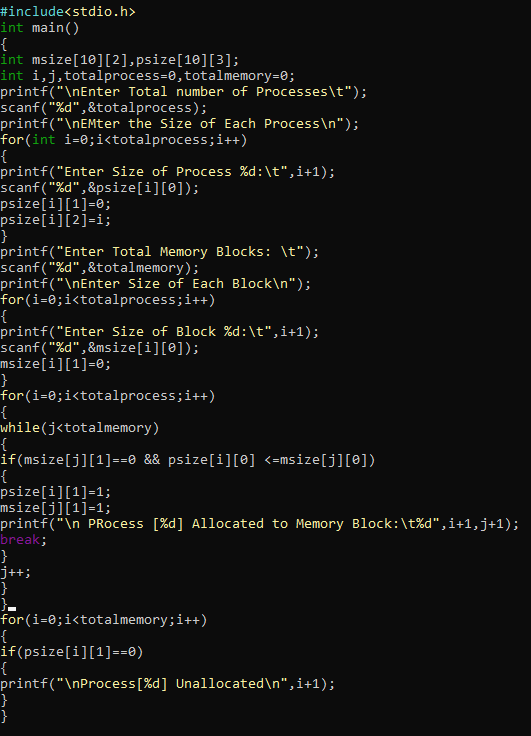 #include<stdio.h>
int main()
{
int msize[10][2],psize[10][3];
int i,j,totalprocess=0,totalmemory=0;
printf("\nEnter Total number of Processes\t");
scanf("%d",&totalprocess);
printf("\nEMter the Size of Each Process\n");
for(int i=0;i<totalprocess;i++)
{
printf("Enter Size of Process %d:\t",i+1);
scanf("%d",&psize[i][0]);
psize[i][1]=0;
psize[i][2]=i;
}
printf("Enter Total Memory Blocks: \t");
scanf("%d",&totalmemory);
printf("\nEnter Size of Each Block\n");
for(i=0;i<totalprocess;i++)
{
printf("Enter Size of Block %d:\t",i+1);
scanf("%d",&msize[i][0]);
msize[i][1]=0;
}
for(i=0;i<totalprocess;i++)
{
while(j<totalmemory)
{
if(msize[j][1]==0 && psize[i][0] <=msize[j][0])
{
psize[i][1]=1;
msize[j][1]=1;
printf("\n PRocess [%d] Allocated to Memory Block:\t%d",i+1,j+1);
break;
}
j++;
}
}
for(i=0;i<totalmemory;i++)
{
if(psize[i][1]==0)
{
printf("\nProcess[%d] Unallocated\n",i+1);
}
}